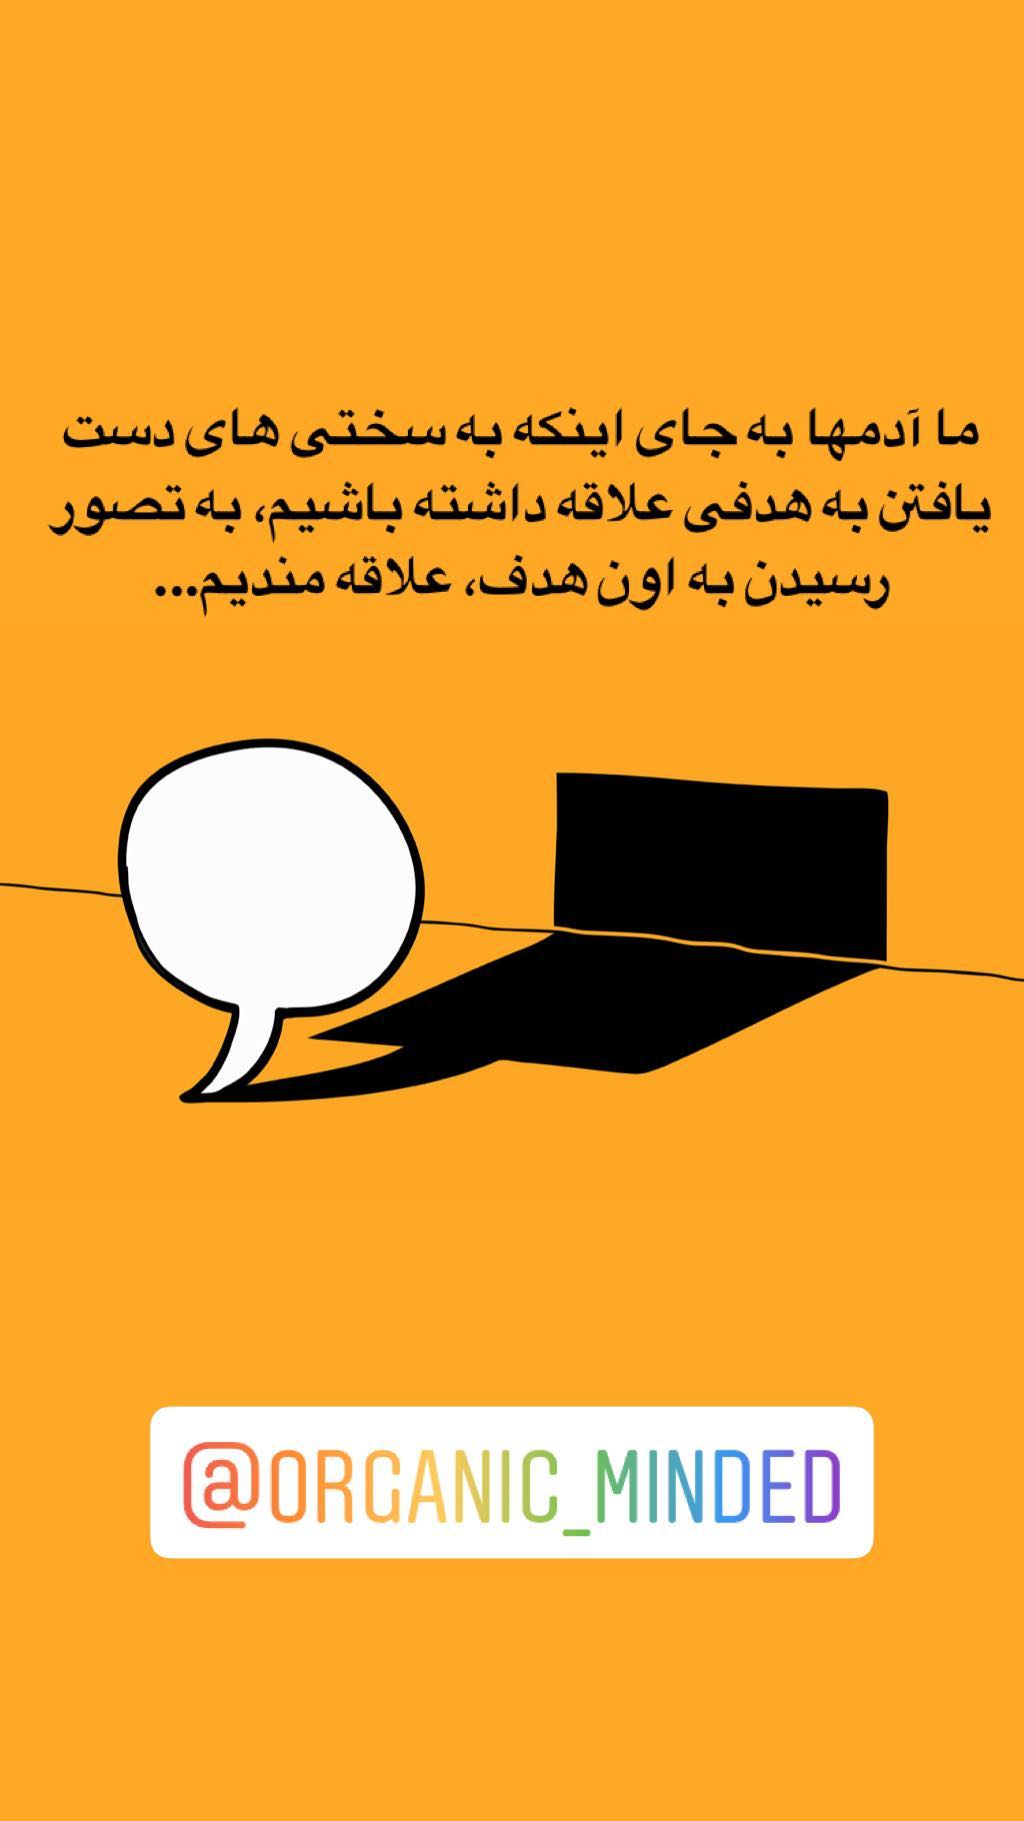 ما آدمها به جای اینکه به سختی های دست
یافتن به هدفی علاقه داشته باشیم، به تصور
رسیدن به اون هدف، علاقه مندیم...
@ORGANIC_MINDED